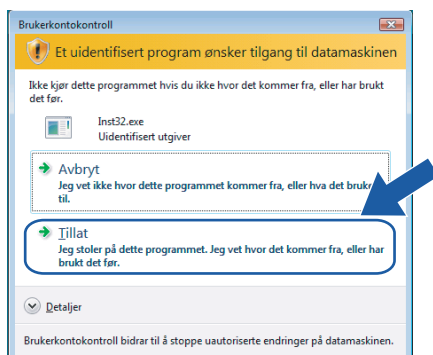 Brukerkontokontroll
Et uidentifisert program ønsker tilgang til datamaskinen
Ikke kjør dette programmet hvis du ikke hvor det kommer fra, eller har brukt
det før.
Inst32.exe
Uidentifisert utgiver
Avbryt
Jeg vet ikke hvor dette programmet kommer fra, eller hva det
til.
Tillat
Jeg stoler på dette programmet. Jeg vet hvor det kommer fra, eller har
brukt det før.
Detaljer
Brukerkontokontroll bidrar til å stoppe uautoriserte endringer på datamaskinen.